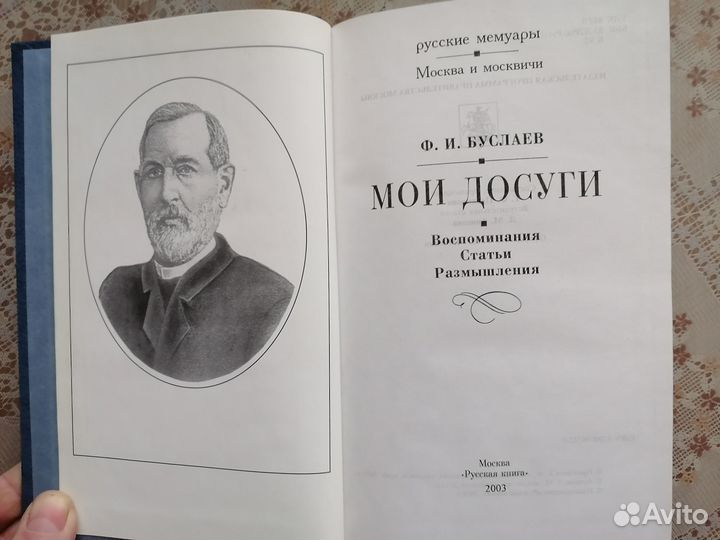 русские мемуары
Москва и москвичи
Ф. И. БУСЛАЕВ
МОИ ДОСУГИ
Воспоминания
Статьи
Размышления
Москва
«Русская книга»
2003
Avito